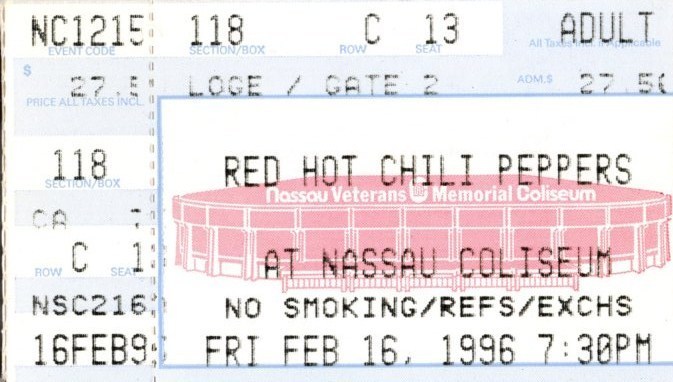 NC1215 118 C 13 ADULT
EVENT CODE SECTION/BOX ROW SEAT All Taxes Incl. if Applicable
$ 27.5 LOGE / GATE 2 ADM.$ 27.50
PRICE ALL TAXES INCL.
118 RED HOT CHILI PEPPERS
SECTION/BOX Nassau Veterans Memorial Coliseum
CA
C 1 AT NASSAU COLISEUM
ROW SEA
NSC216 NO SMOKING/REFS/EXCHS
16FEB9 FRI FEB 16, 1996 7:30PM